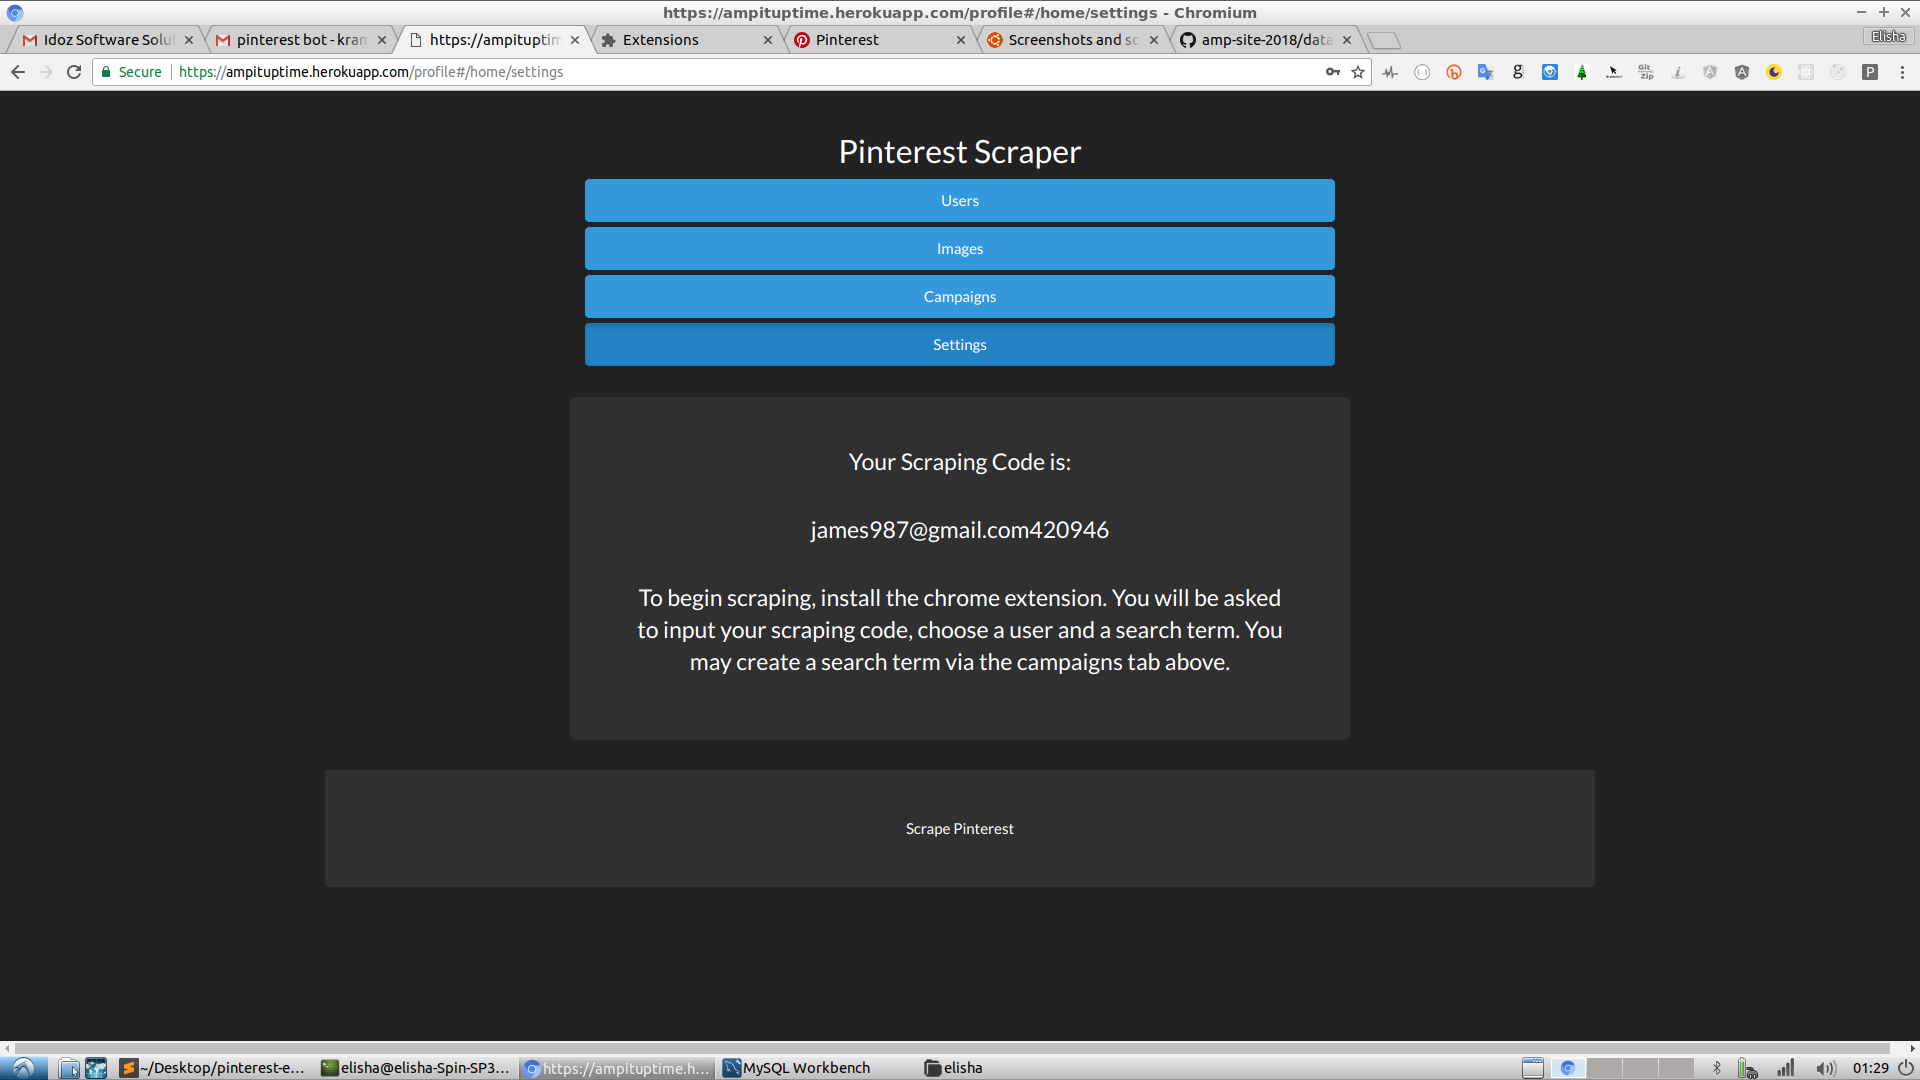 https://ampituptime.herokuapp.com/profile#/home/settings - Chromium
Idoz Software Solu
pinterest bot - kram
https://ampituptim
Extensions
Pinterest
Screenshots and sc
amp-site-2018/data
Elisha
Secure
https://ampituptime.herokuapp.com/profile#/home/settings
Git
Zip
Pinterest Scraper
Users
Images
Campaigns
Settings
Your Scraping Code is:
james987@gmail.com420946
To begin scraping, install the chrome extension. You will be asked
to input your scraping code, choose a user and a search term. You
may create a search term via the campaigns tab above.
Scrape Pinterest
~/Desktop/pinterest-e...
elisha@elisha-Spin-SP3...
https://ampituptime.h...
MySQL Workbench
elisha
01:29